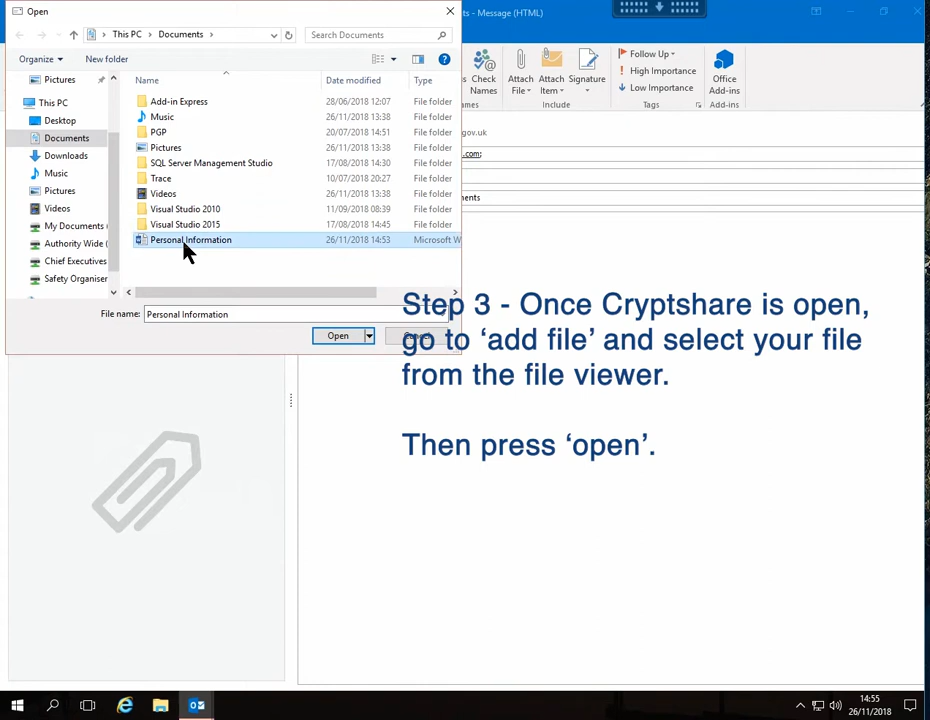 Open
ts - Message (HTML)
This PC > Documents >
Search Documents
Organize
New folder
Follow Up
High Importance
Low Importance
Check
Names
Attach
File
Attach
Item
Signature
Office
Add-ins
Include
Tags
Add-ins
ames
gov.uk
.com;
ents
Pictures
This PC
Desktop
Documents
Downloads
Music
Pictures
Videos
My Documents
Authority Wide (
Chief Executives
Safety Organiser
Name
Date modified
Type
Add-in Express 28/06/2018 12:07 File folder
Music 26/11/2018 13:38 File folder
PGP 20/07/2018 14:51 File folder
Pictures 26/11/2018 13:38 File folder
SQL Server Management Studio 17/08/2018 14:30 File folder
Trace 10/07/2018 20:27 File folder
Videos 26/11/2018 13:38 File folder
Visual Studio 2010 11/09/2018 08:39 File folder
Visual Studio 2015 17/08/2018 14:45 File folder
Personal Information 26/11/2018 14:53 Microsoft W
File name:
Personal Information
Open
Cancel
Step 3 - Once Cryptshare is open,
go to ‘add file’ and select your file
from the file viewer.
Then press ‘open’.
14:55
26/11/2018